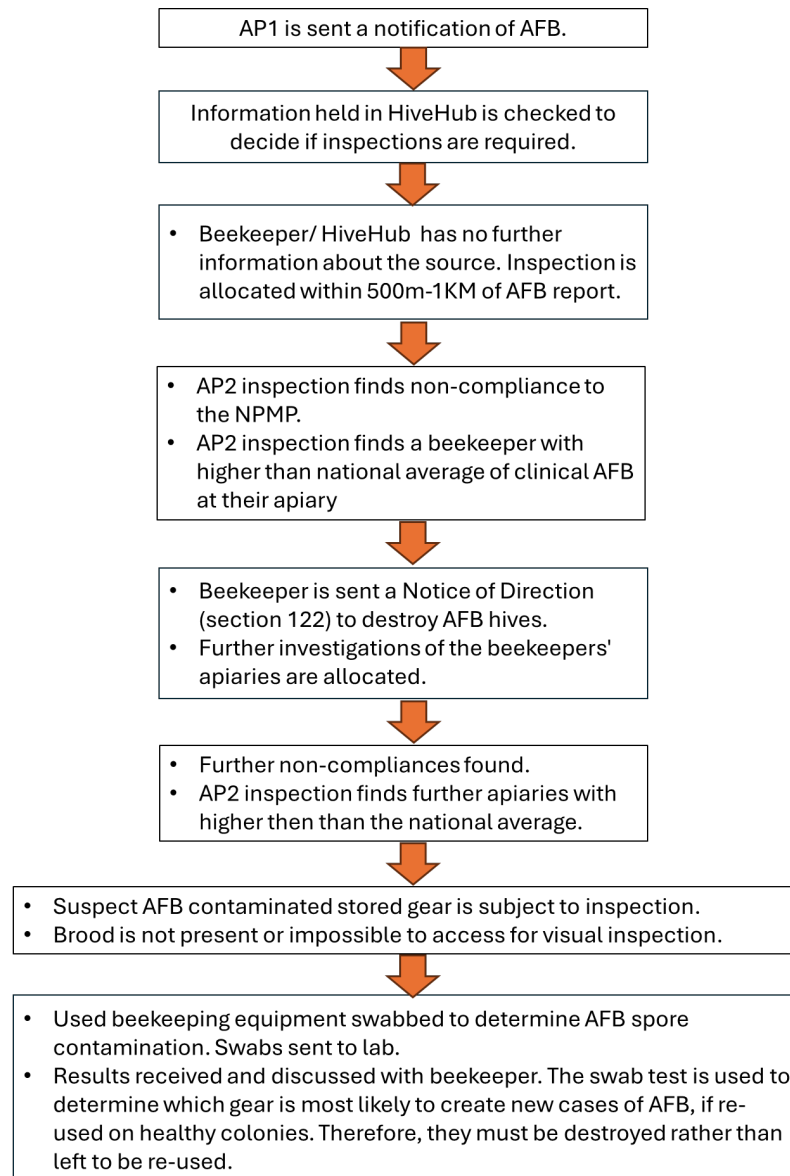 AP1 is sent a notification of AFB.
Information held in HiveHub is checked to
decide if inspections are required.
• Beekeeper/ HiveHub has no further
information about the source. Inspection is
allocated within 500m-1KM of AFB report.
• AP2 inspection finds non-compliance to
the NPMP.
• AP2 inspection finds a beekeeper with
higher than national average of clinical AFB
at their apiary
• Beekeeper is sent a Notice of Direction
(section 122) to destroy AFB hives.
• Further investigations of the beekeepers'
apiaries are allocated.
• Further non-compliances found.
• AP2 inspection finds further apiaries with
higher then than the national average.
• Suspect AFB contaminated stored gear is subject to inspection.
• Brood is not present or impossible to access for visual inspection.
• Used beekeeping equipment swabbed to determine AFB spore
contamination. Swabs sent to lab.
• Results received and discussed with beekeeper. The swab test is used to
determine which gear is most likely to create new cases of AFB, if re-
used on healthy colonies. Therefore, they must be destroyed rather than
left to be re-used.